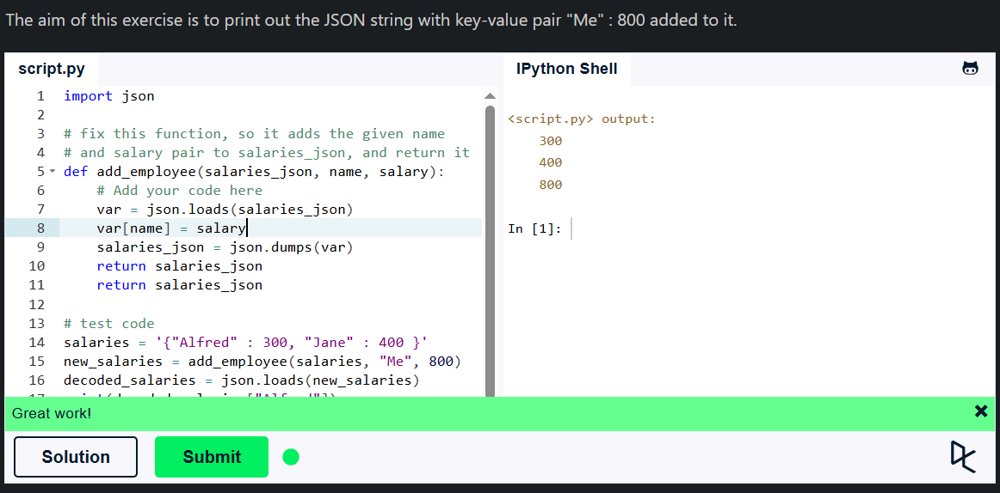 The aim of this exercise is to print out the JSON string with key-value pair "Me" : 800 added to it.
script.py
IPython Shell
1 import json
2
3 # fix this function, so it adds the given name
4 # and salary pair to salaries_json, and return it
5 def add_employee(salaries_json, name, salary):
6     # Add your code here
7     var = json.loads(salaries_json)
8     var[name] = salary
9     salaries_json = json.dumps(var)
10     return salaries_json
11     return salaries_json
12
13 # test code
14 salaries = '{"Alfred" : 300, "Jane" : 400 }'
15 new_salaries = add_employee(salaries, "Me", 800)
16 decoded_salaries = json.loads(new_salaries)
<script.py> output:
300
400
800
In [1]:
Great work!
Solution
Submit